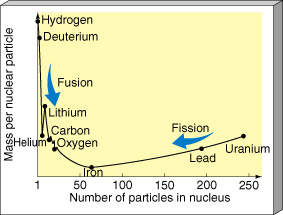 Hydrogen
Deuterium
Fusion
Lithium
Carbon
Helium
Oxygen
Fission
Iron
Lead
Uranium
Mass per nuclear particle
1 50 100 150 200 250
Number of particles in nucleus